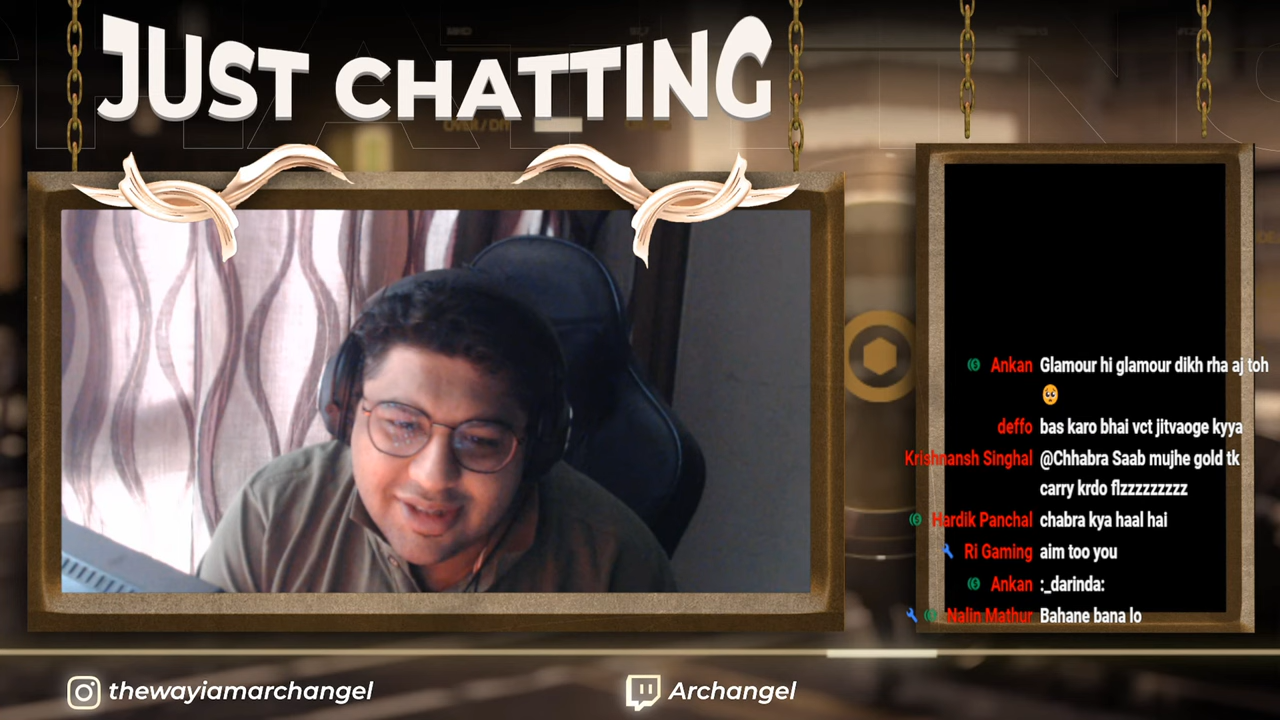 JUST CHATTING
Ankan Glamour hi glamour dikh rha aj toh
🥺
deffo bas karo bhai vct jitvaoge kyya
Krishnansh Singhal @Chhabra Saab mujhe gold tk
carry krdo flzzzzzzzzz
Hardik Panchal chabra kya haal hai
Ri Gaming aim too you
Ankan :_darinda:
Nalin Mathur Bahane bana lo
thewayiamarchangel
Archangel